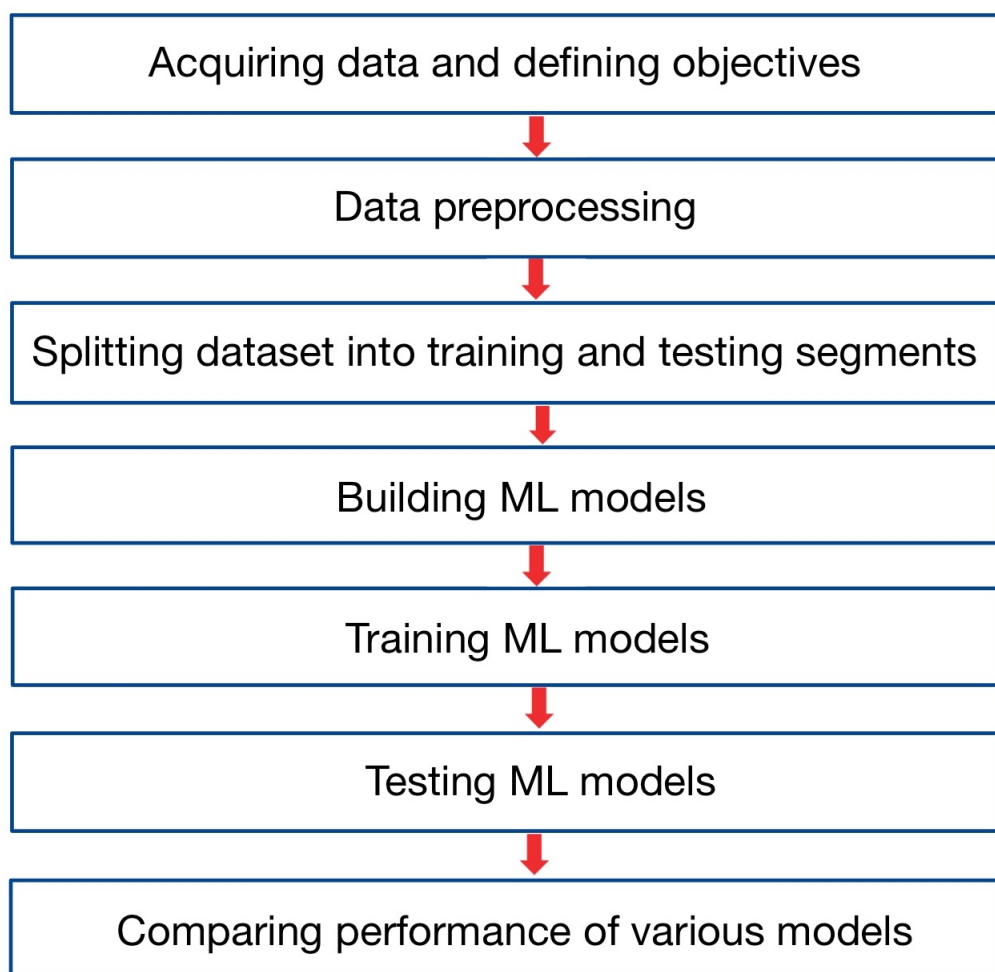 Acquiring data and defining objectives
Data preprocessing
Splitting dataset into training and testing segments
Building ML models
Training ML models
Testing ML models
Comparing performance of various models